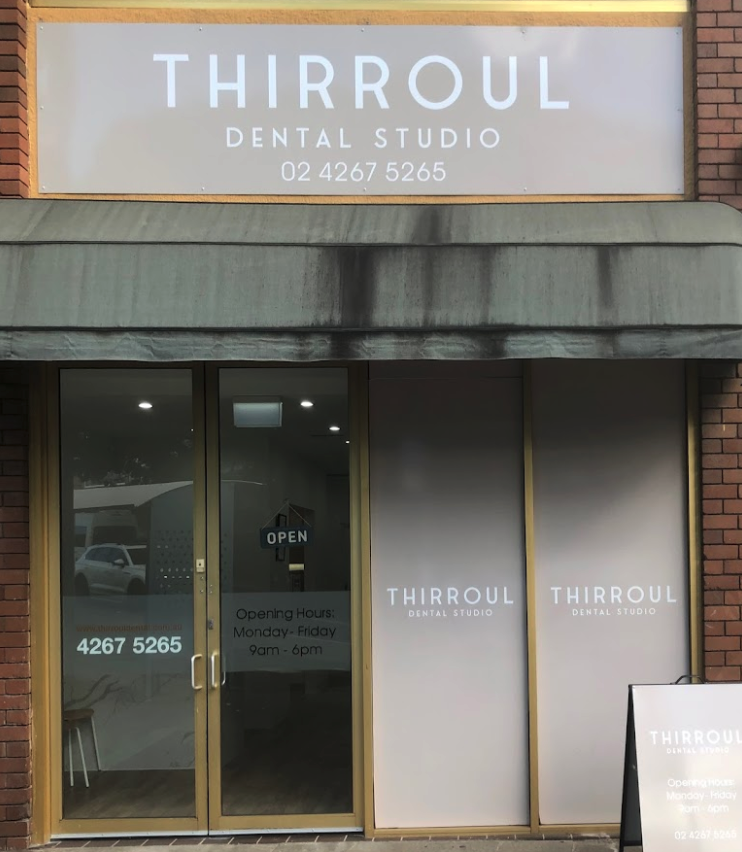 THIRROUL
DENTAL STUDIO
02 4267 5265
OPEN
4267 5265
Opening Hours:
Monday- Friday
9am - 6pm
THIRROUL
DENTAL STUDIO
THIRROUL
DENTAL STUDIO
THIRROUL
DENTAL STUDIO
Opening Hours:
Monday- Friday
9am - 6pm
02 4267 5265